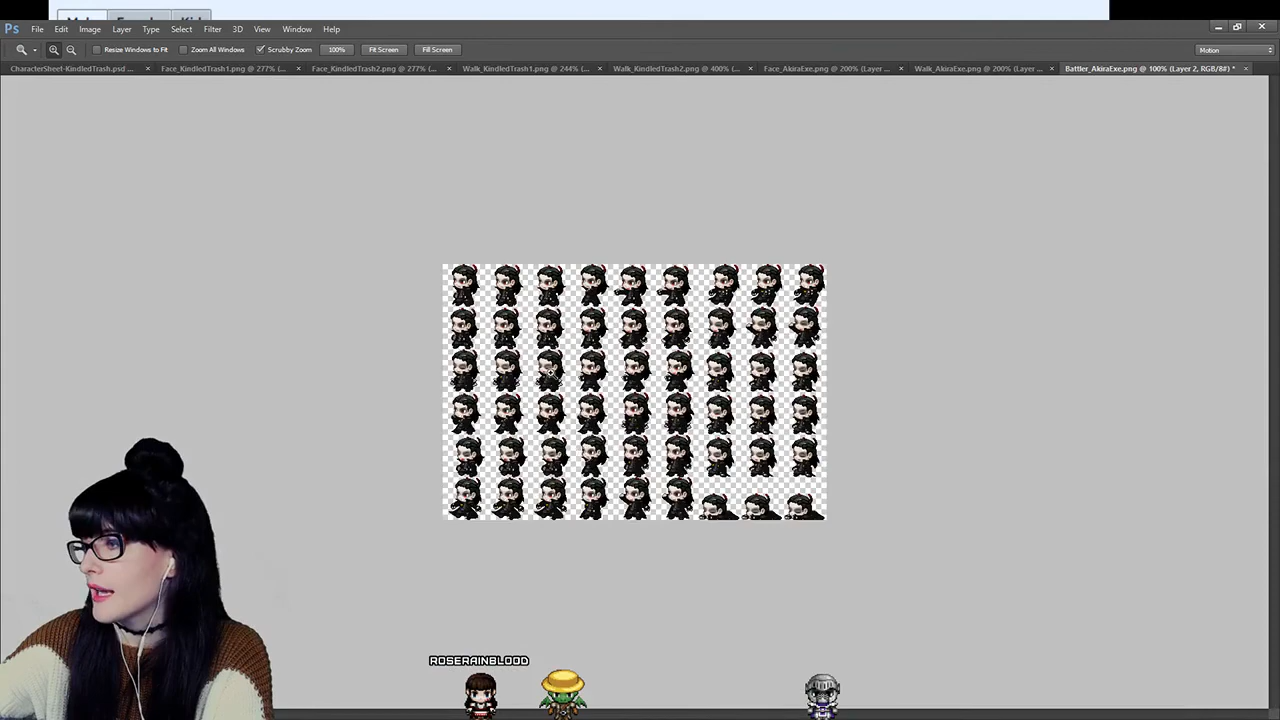 Ps File Edit Image Layer Type Select Filter 3D View Window Help
Resize Windows to Fit Zoom All Windows Scrubby Zoom 100% Fit Screen Fill Screen Motion
CharacterSheet-KindledTrash.psd ... × Face_KindledTrash1.png @ 277% (... × Face_KindledTrash2.png @ 277% (... × Walk_KindledTrash1.png @ 244% (... × Walk_KindledTrash2.png @ 400% (... × Face_AkiraExe.png @ 200% (Layer ... × Walk_AkiraExe.png @ 200% (Layer ... × Battler_AkiraExe.png @ 100% (Layer 2, RGB/8#) * ×
ROSERAINBLOOD